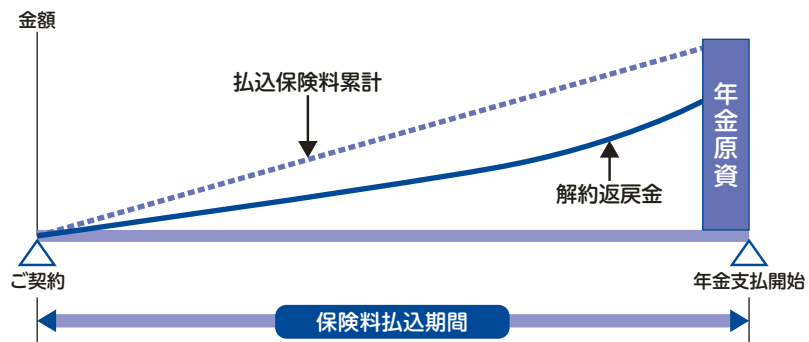 金額
払込保険料累計
年金原資
解約返戻金
ご契約
年金支払開始
保険料払込期間